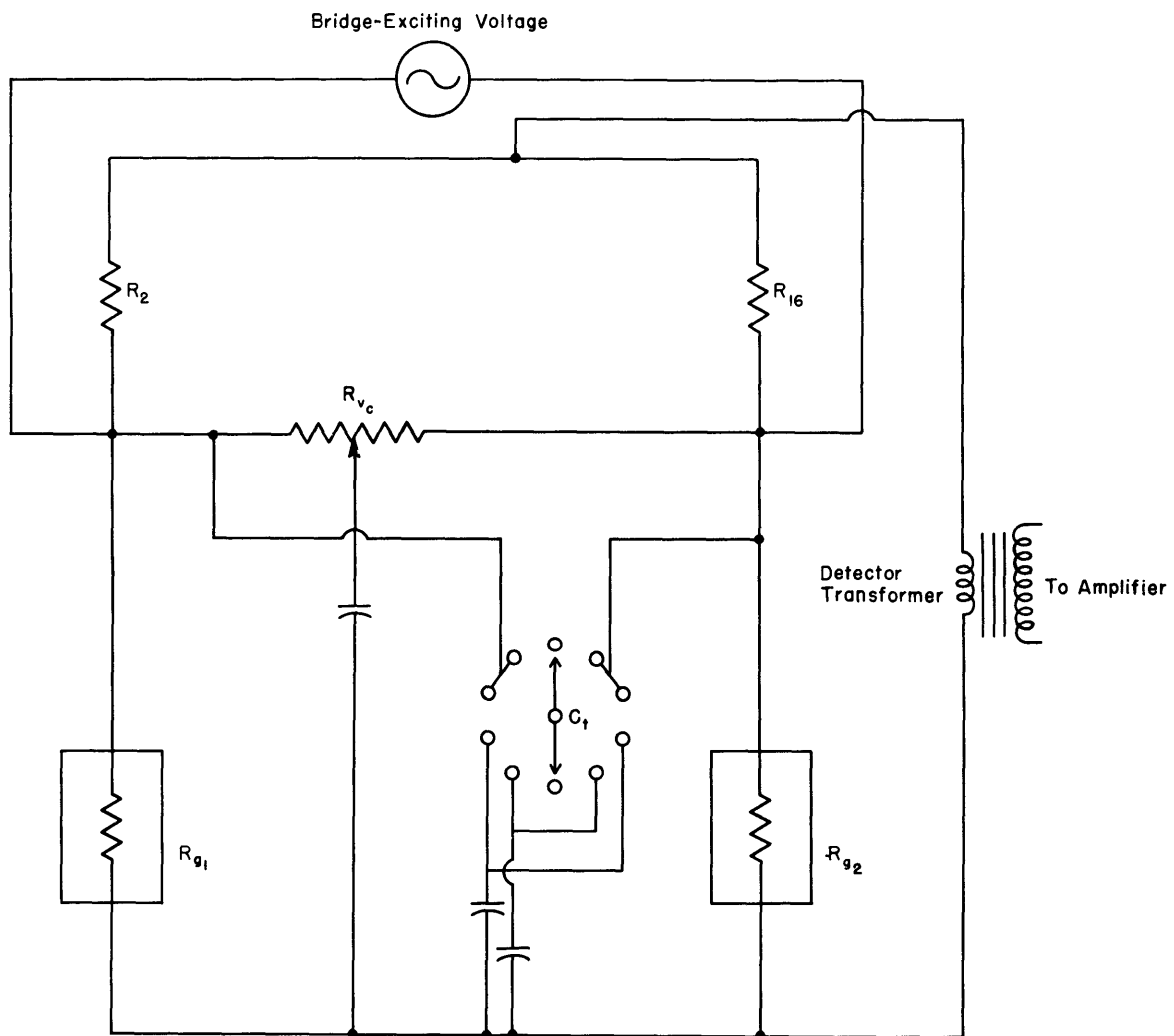 Bridge-Exciting Voltage
R2
R16
Rvc
Detector
Transformer
To Amplifier
Ct
Rg1
Rg2